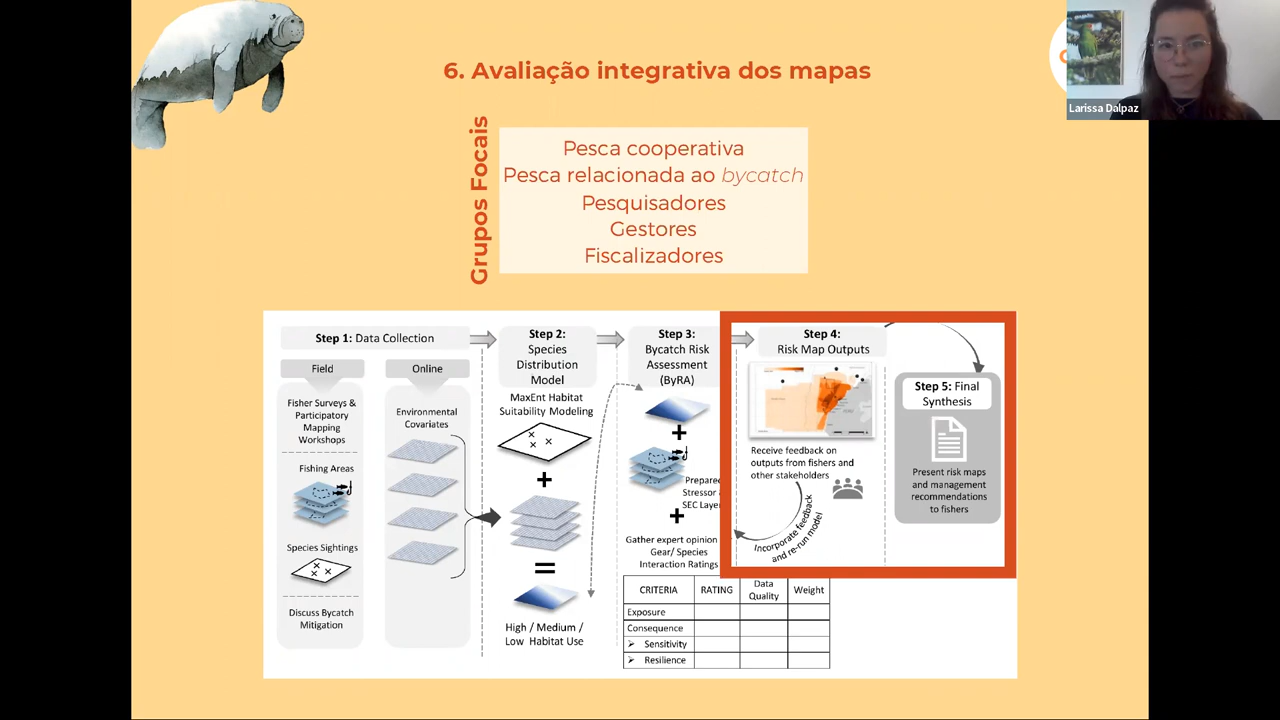 6. Avaliação integrativa dos mapas
Larissa Dalpaz
Grupos Focais
Pesca cooperativa
Pesca relacionada ao bycatch
Pesquisadores
Gestores
Fiscalizadores
Step 1: Data Collection
Field
Fisher Surveys &
Participatory
Mapping
Workshops
Fishing Areas
Species Sightings
Discuss Bycatch
Mitigation
Online
Environmental
Covariates
Step 2:
Species
Distribution
Model
MaxEnt Habitat
Suitability Modeling
+
=
High / Medium /
Low Habitat Use
Step 3:
Bycatch Risk
Assessment
(ByRA)
+
Prepared
Stressor
SEC Layer
+
Gather expert opinion
Gear/ Species
Interaction Ratings
CRITERIA RATING Data Quality Weight
Exposure
Consequence
➢ Sensitivity
➢ Resilience
Step 4:
Risk Map Outputs
Receive feedback on
outputs from fishers and
other stakeholders
Incorporate feedback
and re-run model
Step 5: Final
Synthesis
Present risk maps
and management
recommendations
to fishers